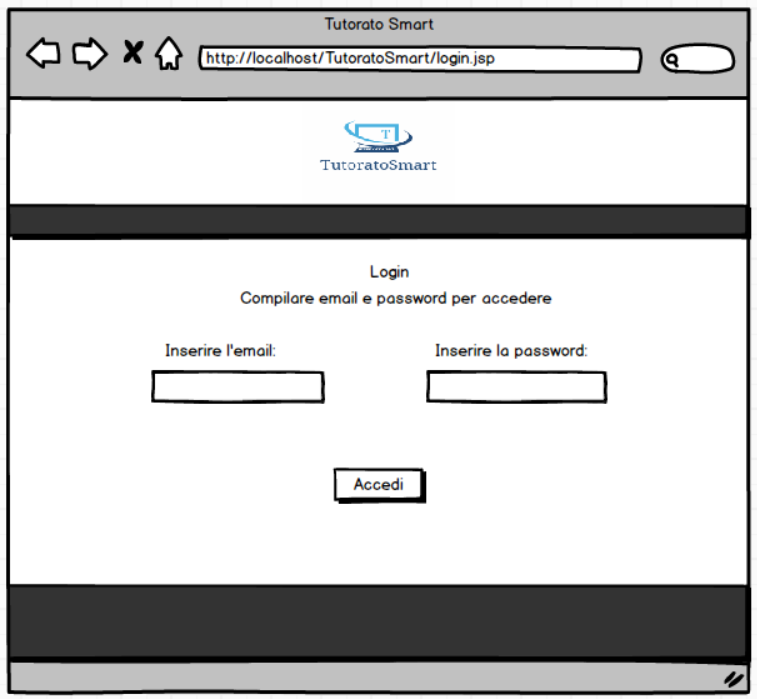 Tutorato Smart
http://localhost/TutoratoSmart/login.jsp
T
TutoratoSmart
Login
Compilare email e password per accedere
Inserire l'email:
Inserire la password:
Accedi